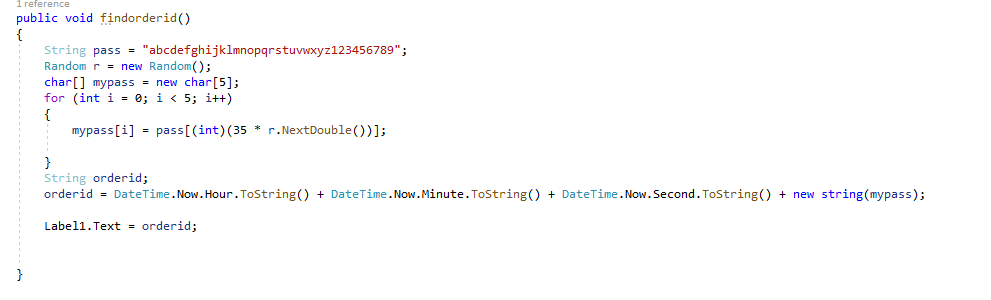 1 reference
public void findorderid()
{
String pass = "abcdefghijklmnopqrstuvwxyz123456789";
Random r = new Random();
char[] mypass = new char[5];
for (int i = 0; i < 5; i++)
{
mypass[i] = pass[(int)(35 * r.NextDouble())];
}
String orderid;
orderid = DateTime.Now.Hour.ToString() + DateTime.Now.Minute.ToString() + DateTime.Now.Second.ToString() + new string(mypass);
Label1.Text = orderid;
}